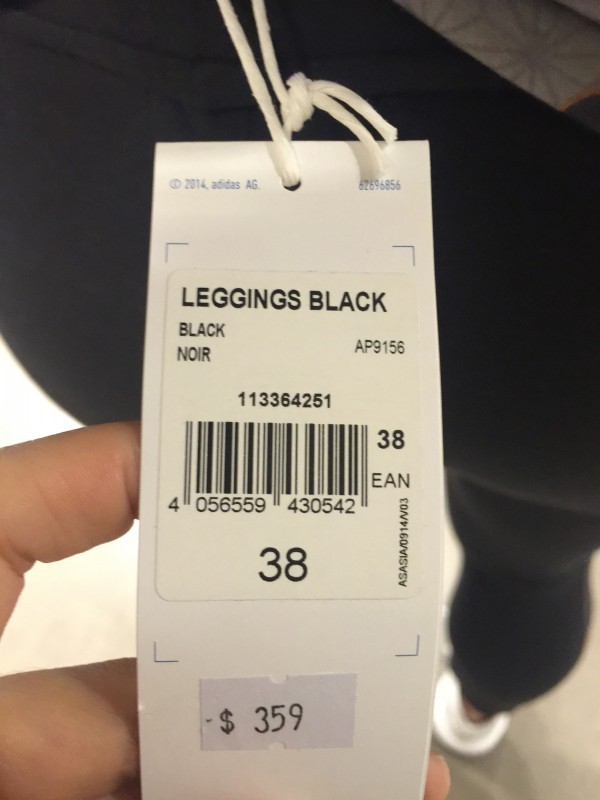 © 2014, adidas AG.
62696856
LEGGINGS BLACK
BLACK
NOIR
AP9156
113364251
38
EAN
4 056559 430542
ASASIA/0914/V03
38
$ 359